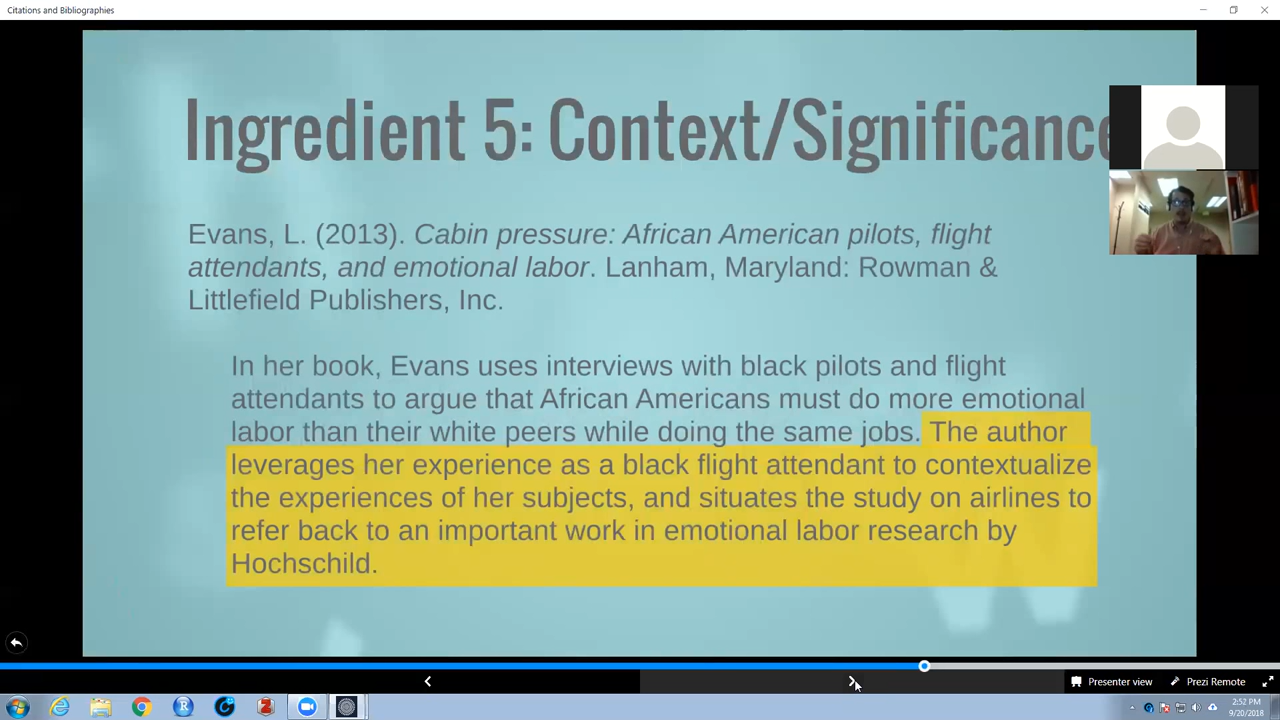 Citations and Bibliographies
Ingredient 5: Context/Significance
Evans, L. (2013). Cabin pressure: African American pilots, flight
attendants, and emotional labor. Lanham, Maryland: Rowman &
Littlefield Publishers, Inc.
In her book, Evans uses interviews with black pilots and flight
attendants to argue that African Americans must do more emotional
labor than their white peers while doing the same jobs. The author
leverages her experience as a black flight attendant to contextualize
the experiences of her subjects, and situates the study on airlines to
refer back to an important work in emotional labor research by
Hochschild.
Presenter view
Prezi Remote
2:52 PM
9/20/2018